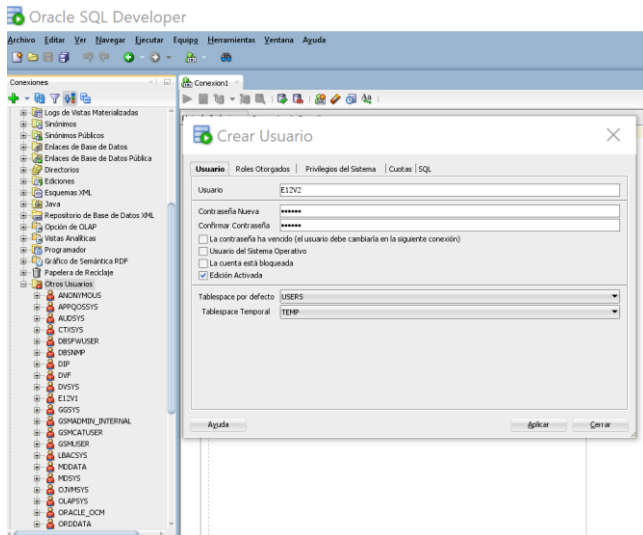 Oracle SQL Developer
Archivo Editar Ver Navegar Ejecutar Equipo Herramientas Ventana Ayuda
Conexiones
Conexion1
Logs de Vistas Materializadas
Sinónimos
Sinónimos Públicos
Enlaces de Base de Datos
Enlaces de Base de Datos Pública
Directorios
Ediciones
Esquemas XML
Java
Repositorio de Base de Datos XML
Opción de OLAP
Vistas Analíticas
Programador
Gráfico de Semántica RDF
Papelera de Reciclaje
Otros Usuarios
ANONYMOUS
APPQOSSYS
AUDSYS
CTXSYS
DBSFWUSER
DBSNMP
DIP
DVF
DVSYS
E12V1
GGSYS
GSMADMIN_INTERNAL
GSMCATUSER
GSMUSER
LBACSYS
MDDATA
MDSYS
OJVMSYS
OLAPSYS
ORACLE_OCM
ORDDATA
Crear Usuario
Usuario Roles Otorgados Privilegios del Sistema Cuotas SQL
Usuario E12V2
Contraseña Nueva ••••••
Confirmar Contraseña ••••••
La contraseña ha vencido (el usuario debe cambiarla en la siguiente conexión)
Usuario del Sistema Operativo
La cuenta está bloqueada
Edición Activada
Tablespace por defecto USERS
Tablespace Temporal TEMP
Ayuda Aplicar Cerrar